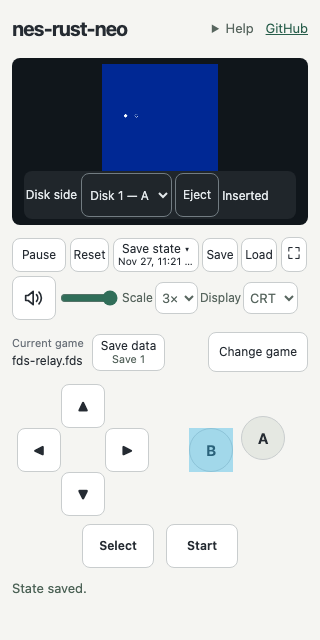 nes-rust-neo ▶ Help GitHub
Disk side Disk 1 — A Eject Inserted
Pause Reset Save state ▾ Save Load
Nov 27, 11:21 ...
Scale 3× Display CRT
Current game
fds-relay.fds
Save data
Save 1
Change game
▲
◀ ▶ B A
▼
Select Start
State saved.